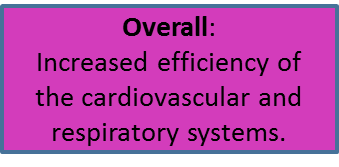 Overall:
Increased efficiency of
the cardiovascular and
respiratory systems.